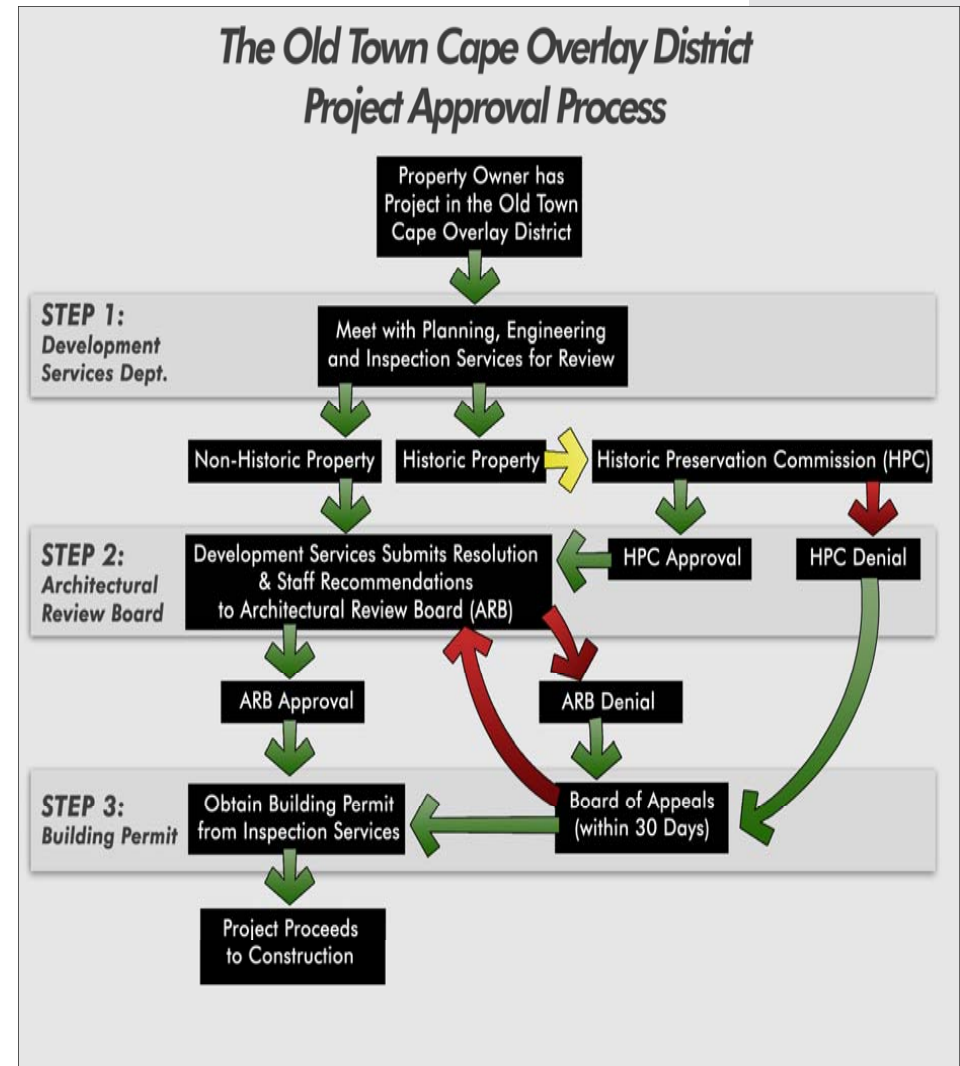 The Old Town Cape Overlay District
Project Approval Process
Property Owner has
Project in the Old Town
Cape Overlay District
STEP 1:
Development
Services Dept.
Meet with Planning, Engineering
and Inspection Services for Review
Non-Historic Property
Historic Property
Historic Preservation Commission (HPC)
STEP 2:
Architectural
Review Board
Development Services Submits Resolution
& Staff Recommendations
to Architectural Review Board (ARB)
HPC Approval
HPC Denial
ARB Approval
ARB Denial
STEP 3:
Building Permit
Obtain Building Permit
from Inspection Services
Board of Appeals
(within 30 Days)
Project Proceeds
to Construction